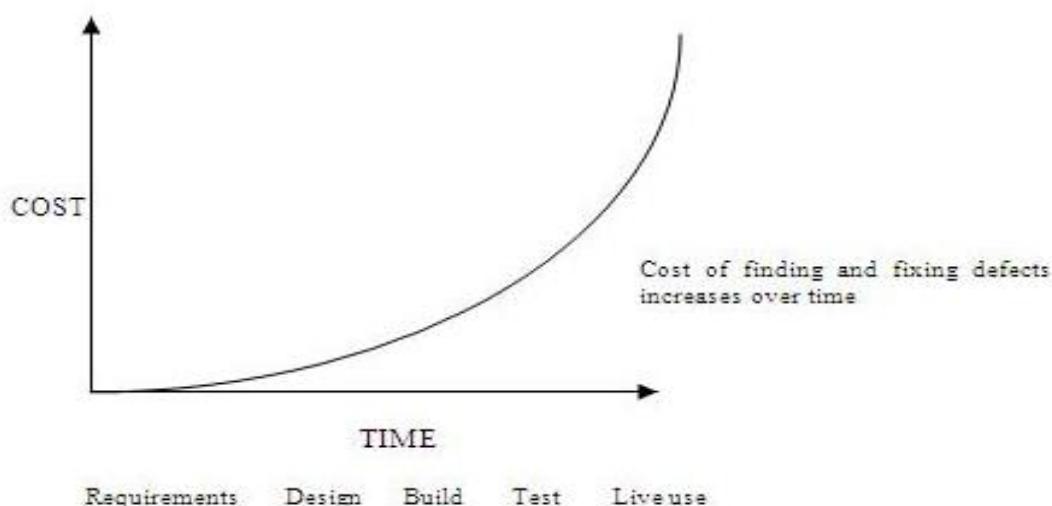 COST
Cost of finding and fixing defects
increases over time
TIME
Requirements Design Build Test Live use